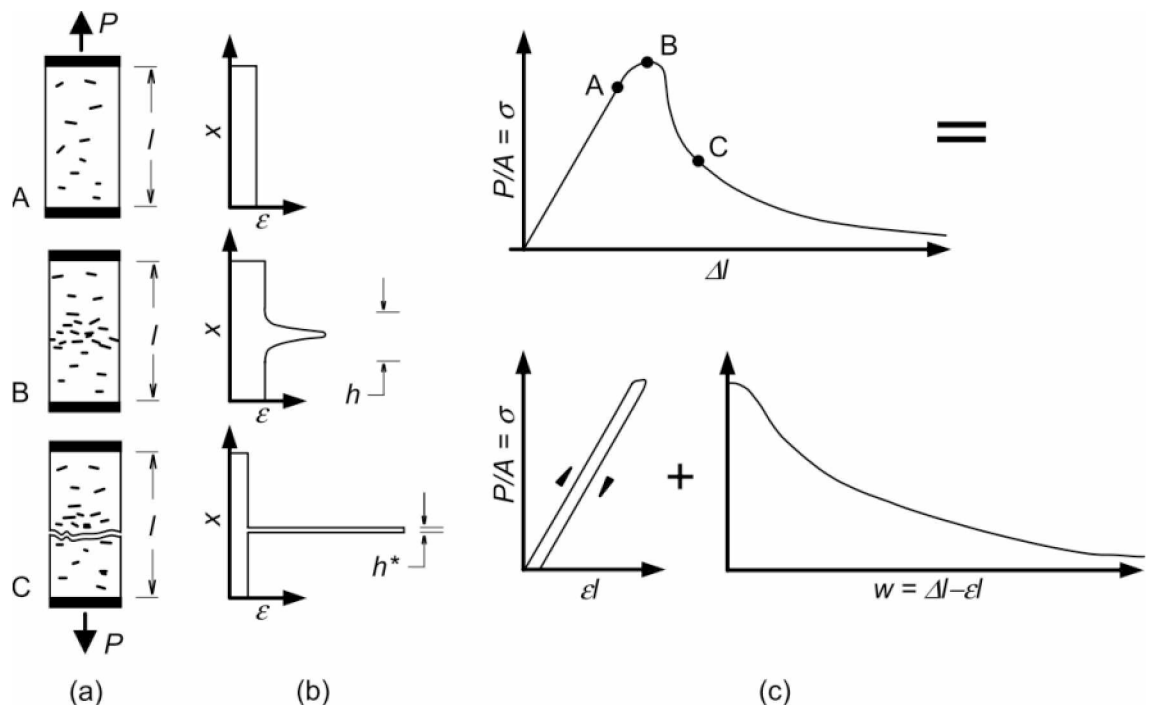 P
A
l
x
ε
B
l
x
ε
h
C
l
x
ε
h*
P
P/A = σ
A
B
C
Δl
=
P/A = σ
εl
+
w = Δl–εl
(a)
(b)
(c)